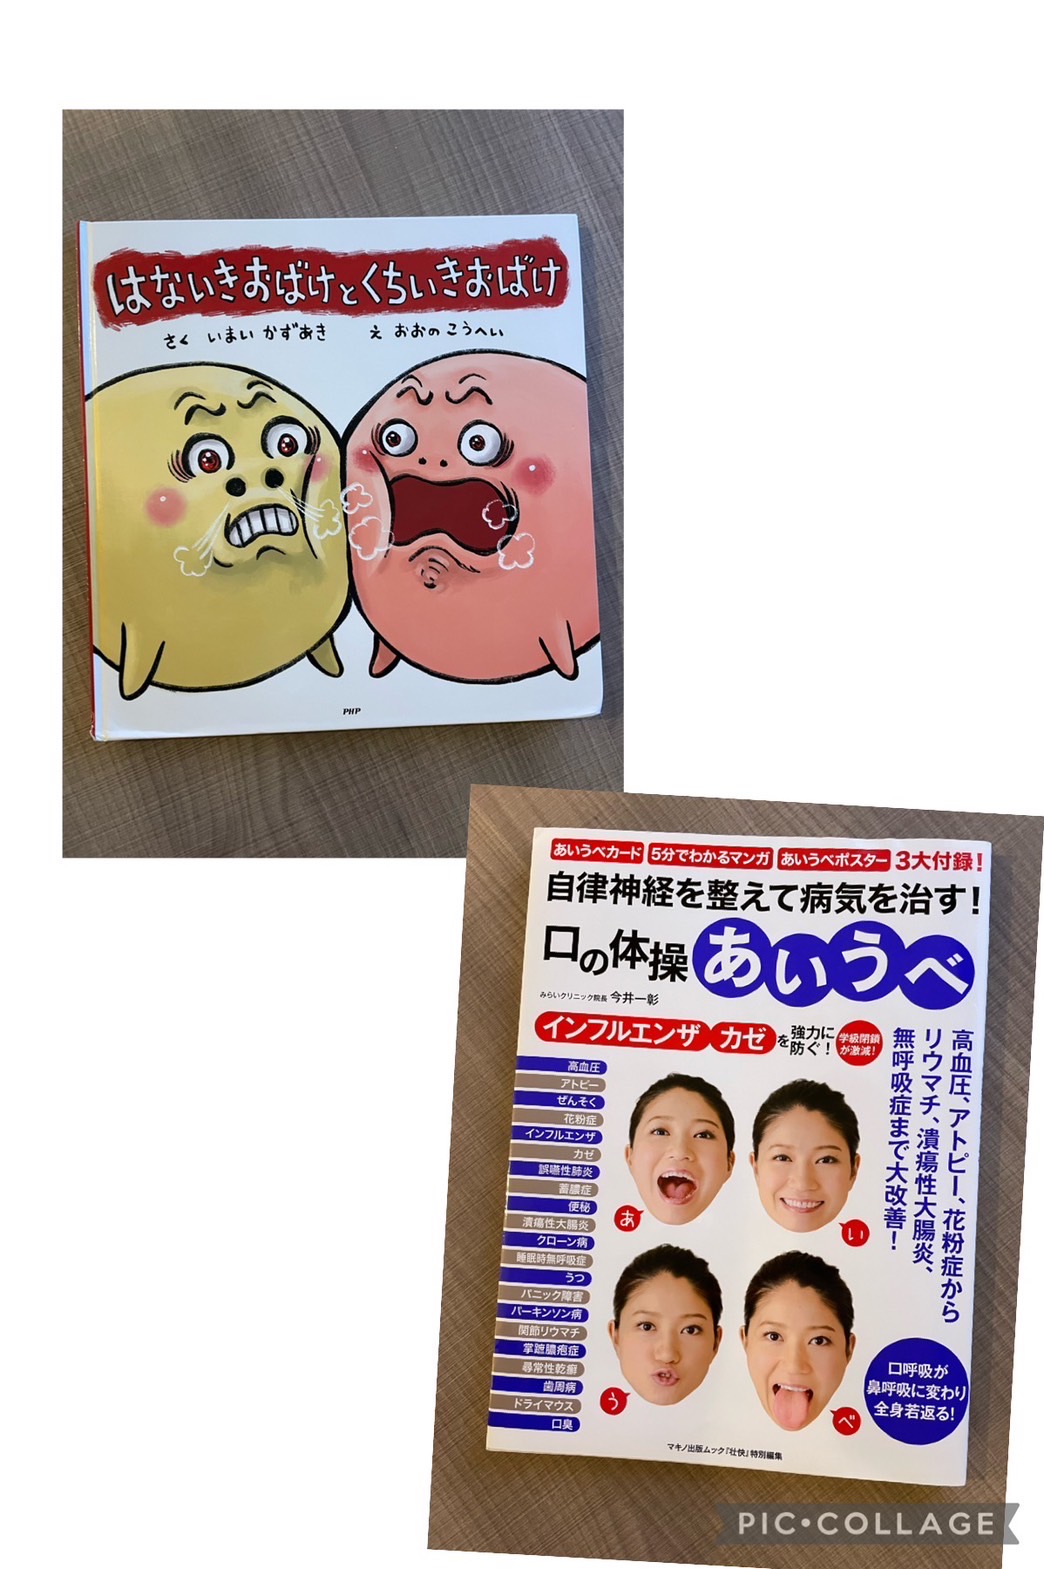 はないきおばけとくちいきおばけ
さく いまい かずあき え おおの こうへい
PHP
あいうべカード 5分でわかるマンガ あいうべポスター 3大付録!
自律神経を整えて病気を治す!
口の体操 あいうべ
みらいクリニック院長 今井一彰
インフルエンザ カゼ を強力に防ぐ!
学級閉鎖が激減!
高血圧、アトピー、花粉症から
リウマチ、潰瘍性大腸炎、
無呼吸症まで大改善!
高血圧
アトピー
ぜんそく
花粉症
インフルエンザ
カゼ
誤嚥性肺炎
蓄膿症
便秘
潰瘍性大腸炎
クローン病
睡眠時無呼吸症
うつ
パニック障害
パーキンソン病
関節リウマチ
掌蹠膿疱症
尋常性乾癬
歯周病
ドライマウス
口臭
あ
い
う
べ
口呼吸が
鼻呼吸に変わり
全身若返る!
マキノ出版ムック『壮快』特別編集
PIC•COLLAGE